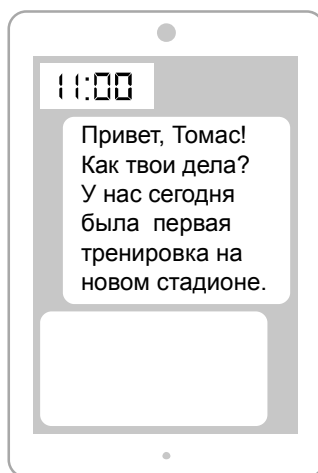 11:00
Привет, Томас!
Как твои дела?
У нас сегодня
была первая
тренировка на
новом стадионе.